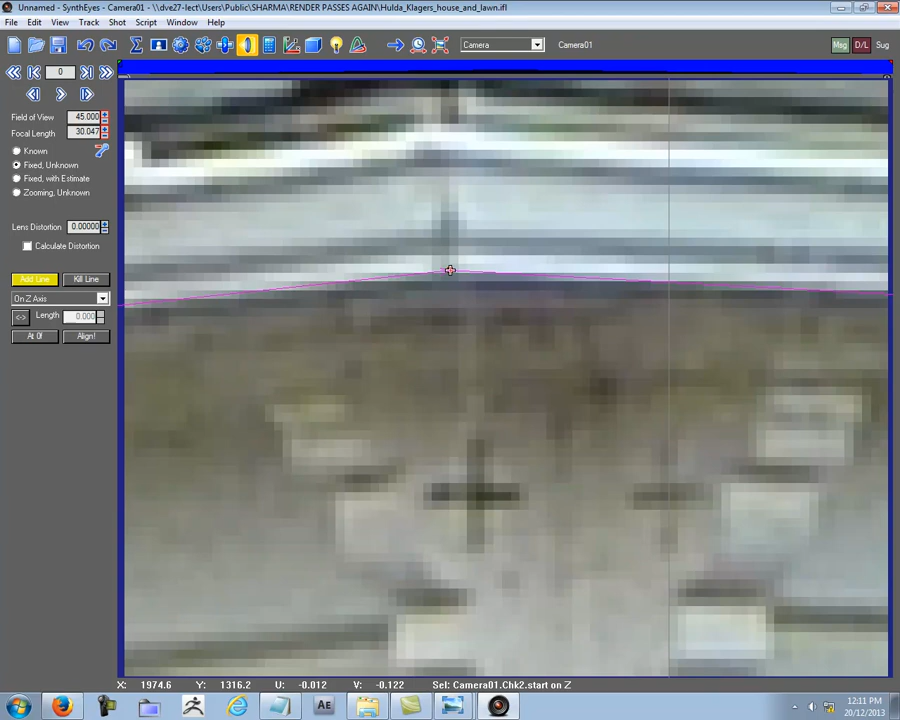 Unnamed - SynthEyes - Camera01 - \\dve27-lect\Users\Public\SHARMA\RENDER PASSES AGAIN\Hulda_Klagers_house_and_lawn.ifl
File Edit View Track Shot Script Window Help
0
Camera
Camera01
Msg
D/L
Sug
Field of View 45.000
Focal Length 30.047
Known
Fixed, Unknown
Fixed, with Estimate
Zooming, Unknown
Lens Distortion 0.00000
Calculate Distortion
Add Line Kill Line
On Z Axis
<-> Length 0.000
At 0f Align!
X: 1974.6 Y: 1316.2 U: -0.012 V: -0.122 Sel: Camera01.Chk2.start on Z
Ae
12:11 PM
20/12/2013